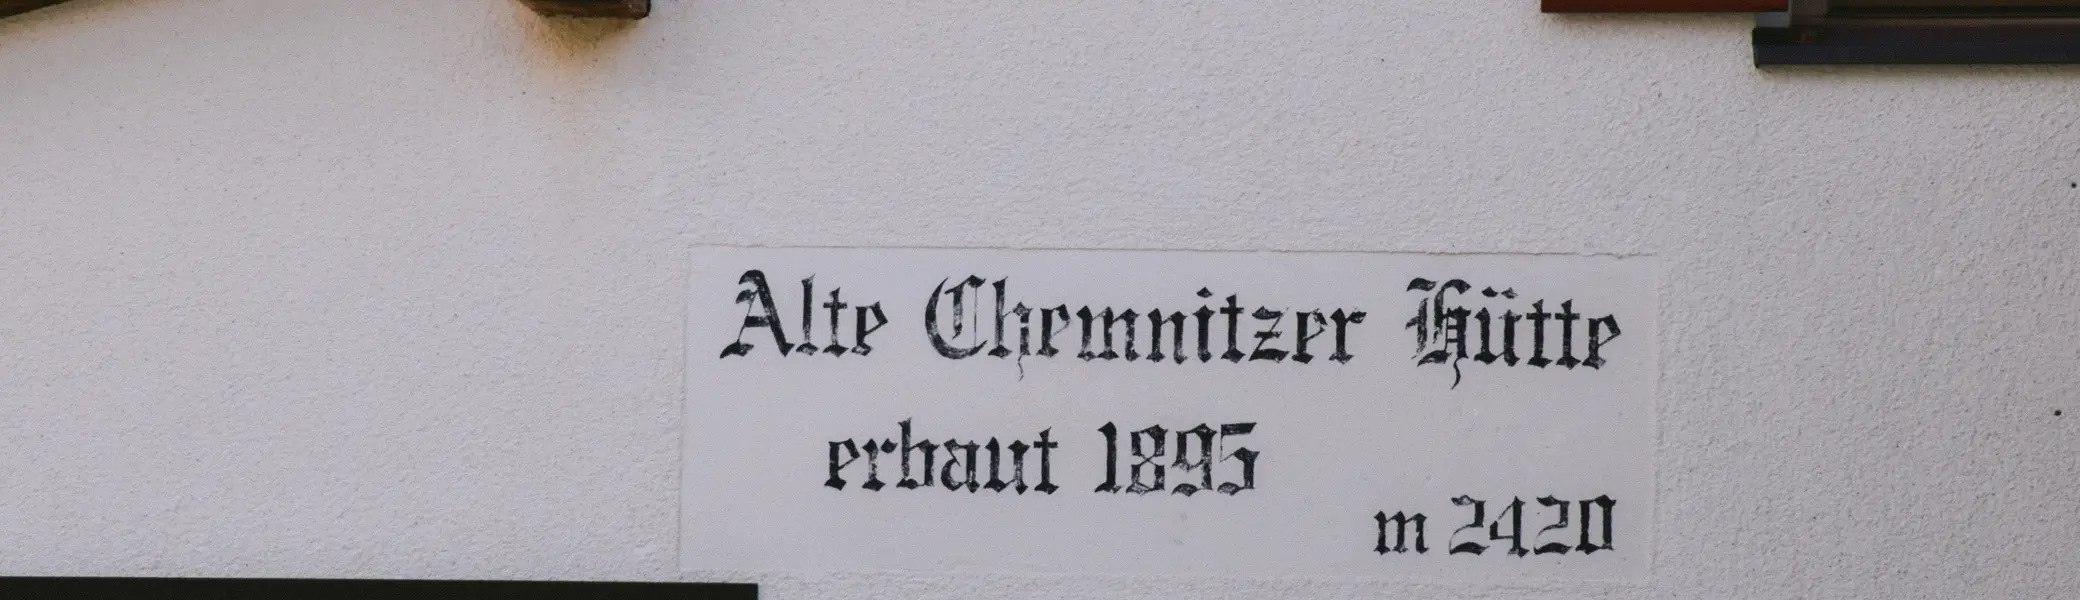 Alte Chemnitzer Hütte
erbaut 1895
m 2420